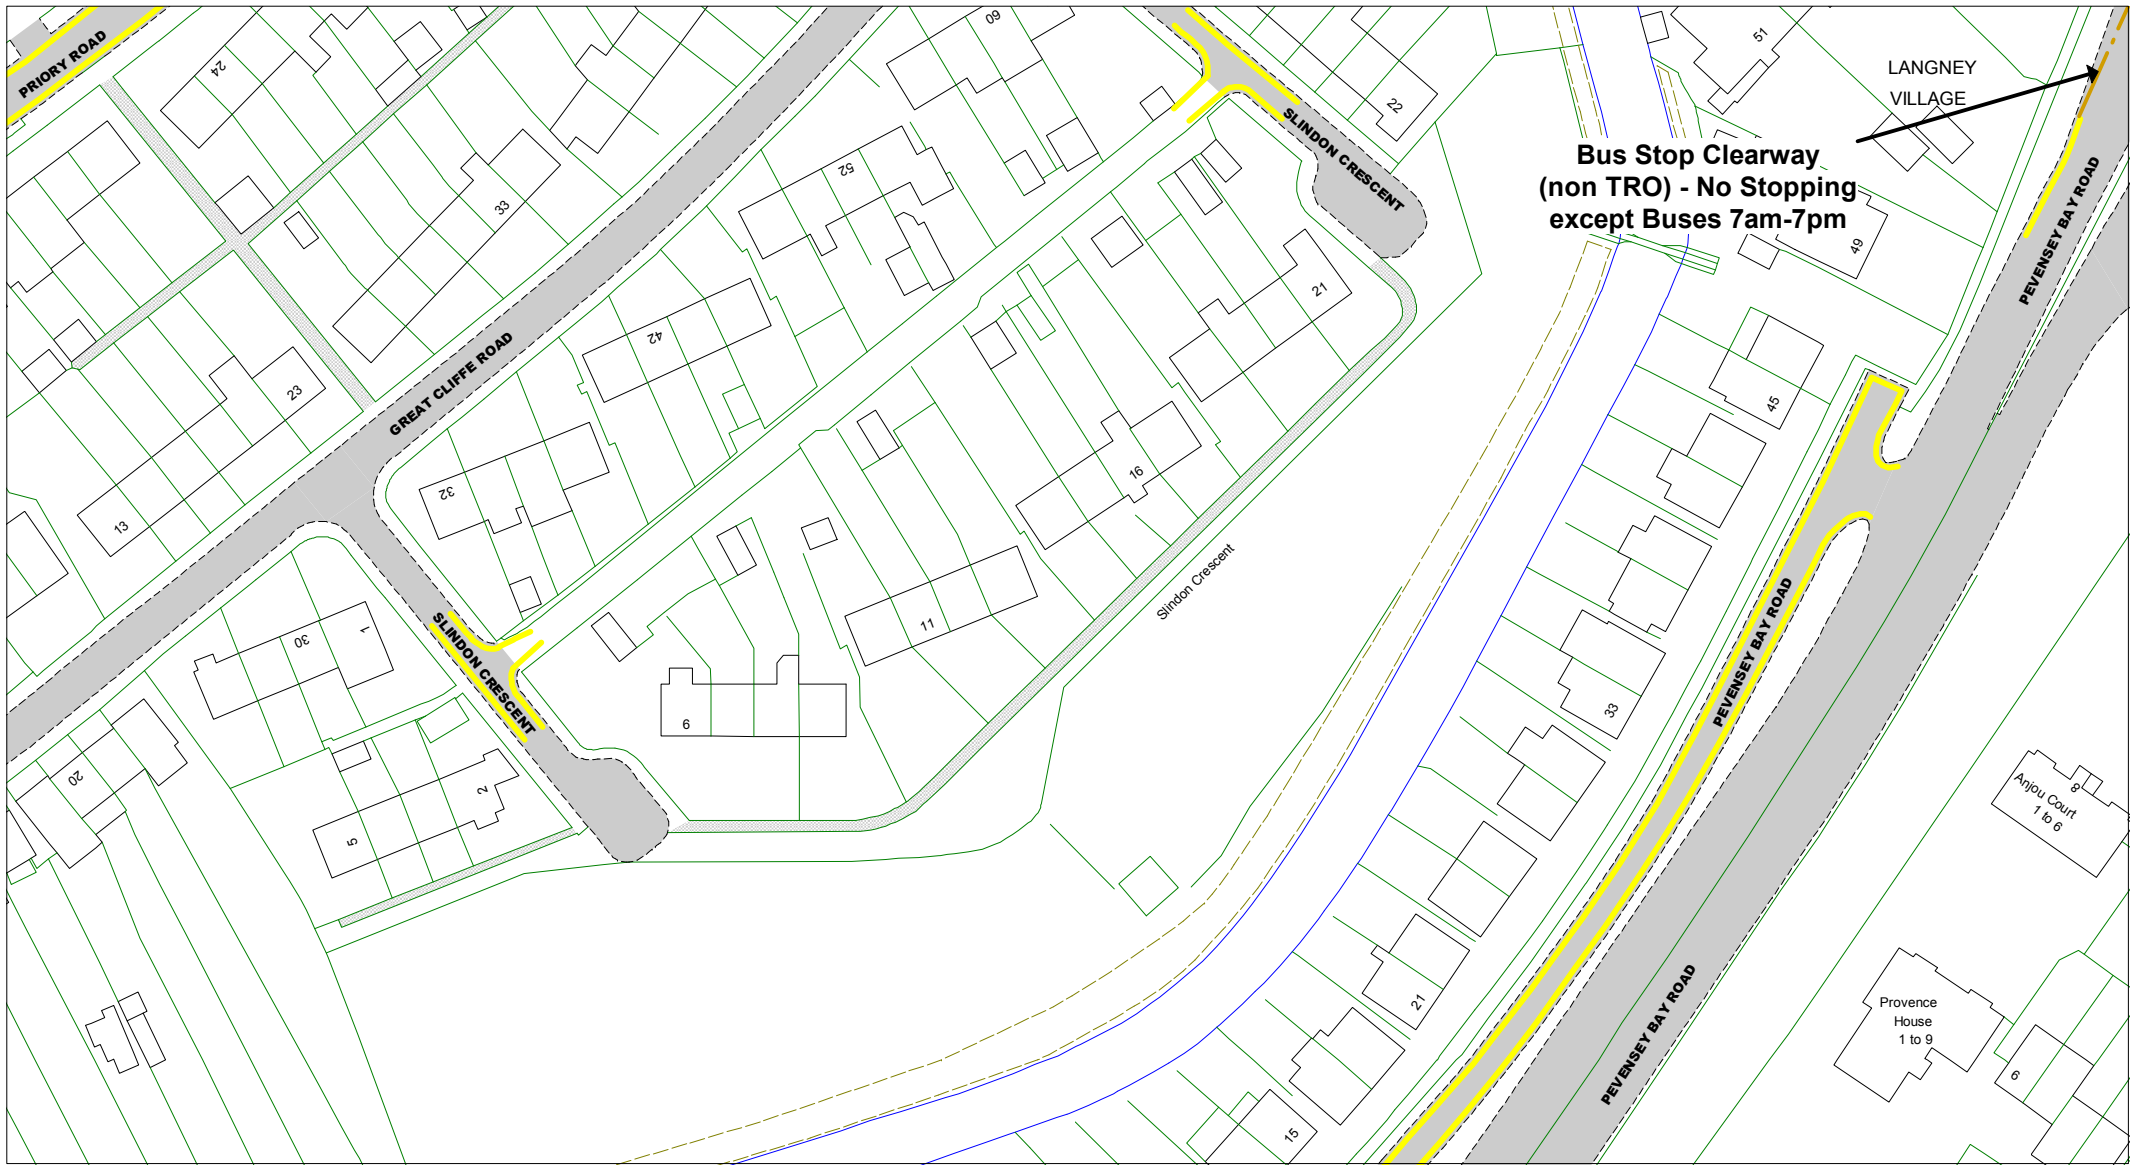 PRIORY ROAD
24
60
51
LANGNEY
VILLAGE
22
SLINDON CRESCENT
Bus Stop Clearway
(non TRO) - No Stopping
except Buses 7am-7pm
52
33
49
PEVENSEY BAY ROAD
21
42
GREAT CLIFFE ROAD
23
45
16
32
13
Slindon Crescent
11
30
1
SLINDON CRESCENT
PEVENSEY BAY ROAD
33
6
20
2
5
8
Anjou Court
1 to 6
21
Provence
House
1 to 9
PEVENSEY BAY ROAD
6
15